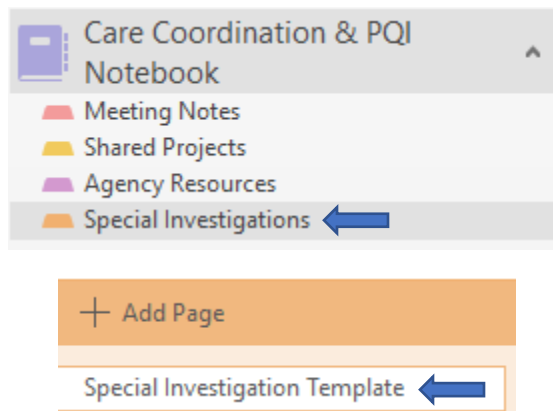 Care Coordination & PQI
Notebook
Meeting Notes
Shared Projects
Agency Resources
Special Investigations
+ Add Page
Special Investigation Template